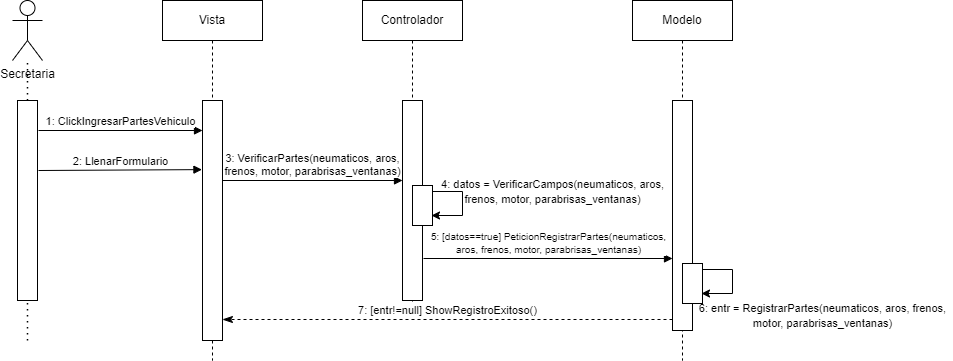 Secretaria
Vista
Controlador
Modelo
1: ClickIngresarPartesVehiculo
2: LlenarFormulario
3: VerificarPartes(neumaticos, aros,
frenos, motor, parabrisas_ventanas)
4: datos = VerificarCampos(neumaticos, aros,
frenos, motor, parabrisas_ventanas)
5: [datos==true] PeticionRegistrarPartes(neumaticos,
aros, frenos, motor, parabrisas_ventanas)
6: entr = RegistrarPartes(neumaticos, aros, frenos,
motor, parabrisas_ventanas)
7: [entr!=null] ShowRegistroExitoso()